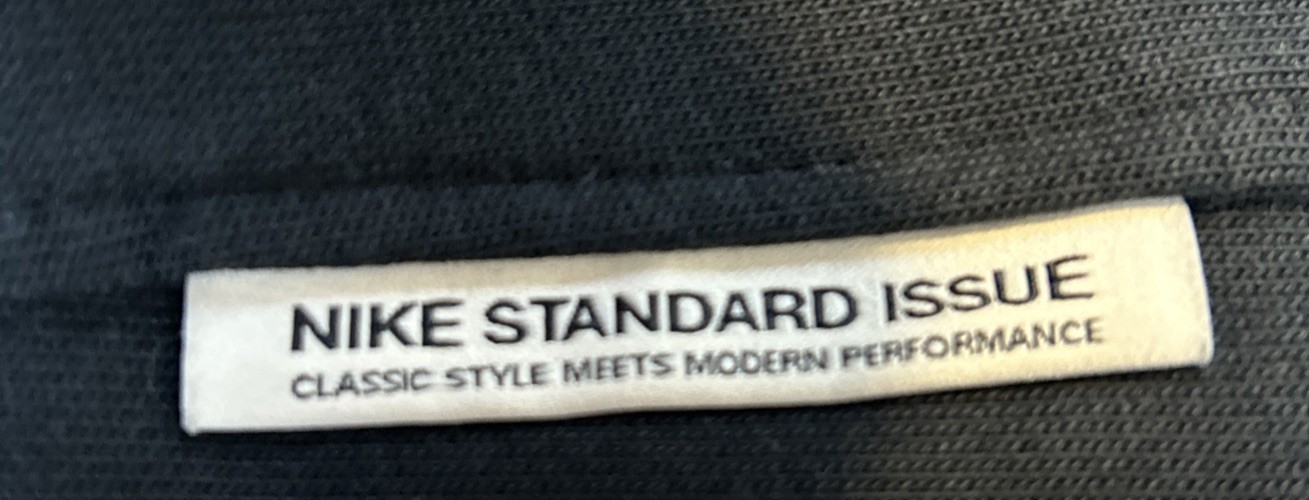 NIKE STANDARD ISSUE
CLASSIC STYLE MEETS MODERN PERFORMANCE